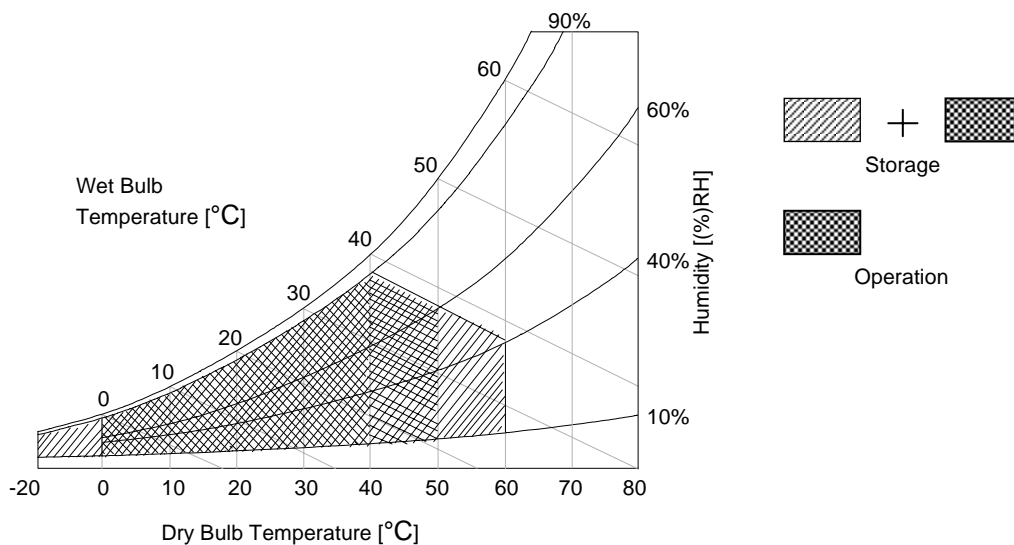 90%
60
60%
50
Wet Bulb
Temperature [°C]
Storage
40
40%
Operation
30
Humidity [(%)RH]
20
10
0
10%
-20 0 10 20 30 40 50 60 70 80
Dry Bulb Temperature [°C]